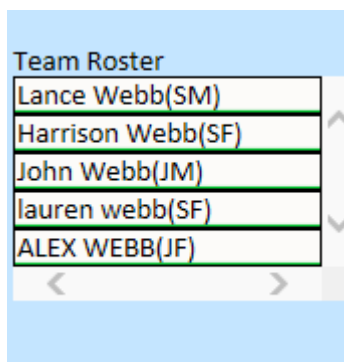 Team Roster
Lance Webb(SM)
Harrison Webb(SF)
John Webb(JM)
lauren webb(SF)
ALEX WEBB(JF)